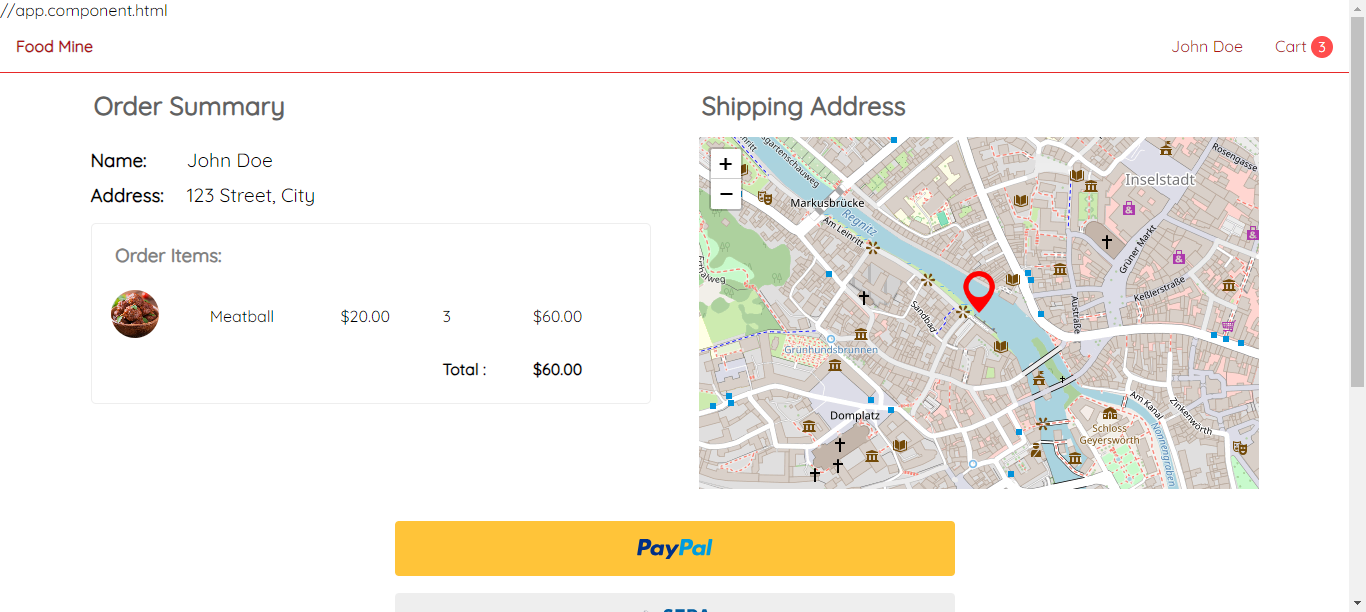 //app.component.html
Food Mine
John Doe
Cart 3
Order Summary
Name: John Doe
Address: 123 Street, City
Order Items:
Meatball $20.00 3 $60.00
Total : $60.00
Shipping Address
+
−
Markusbrücke
Regnitz
Am Leinritt
Inselstadt
Rosengasse
Grüner Markt
Keßlerstraße
Austraße
Sandbad
Grünhundsbrunnen
Domplatz
Am Kanal
Zinkenwörth
Schloss
Geyerswörth
Nonnengraben
PayPal
SEPA